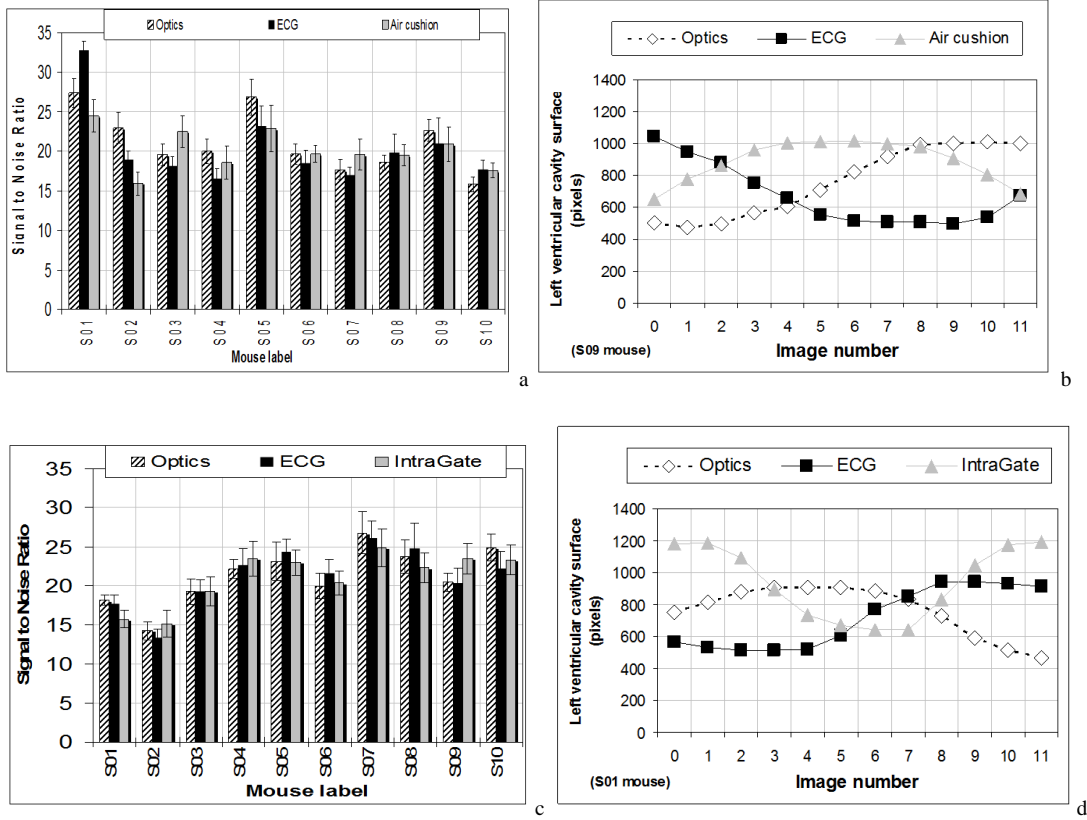 Optics ECG Air cushion
35
30
25
20
15
10
5
0
Signal to Noise Ratio
S01 S02 S03 S04 S05 S06 S07 S08 S09 S10
Mouse label
a
Optics ECG Air cushion
1400
1200
1000
800
600
400
200
0
Left ventricular cavity surface
(pixels)
0 1 2 3 4 5 6 7 8 9 10 11
(S09 mouse) Image number
b
Optics ECG IntraGate
35
30
25
20
15
10
5
0
Signal to Noise Ratio
S01 S02 S03 S04 S05 S06 S07 S08 S09 S10
Mouse label
c
Optics ECG IntraGate
1400
1200
1000
800
600
400
200
0
Left ventricular cavity surface
(pixels)
0 1 2 3 4 5 6 7 8 9 10 11
(S01 mouse) Image number
d